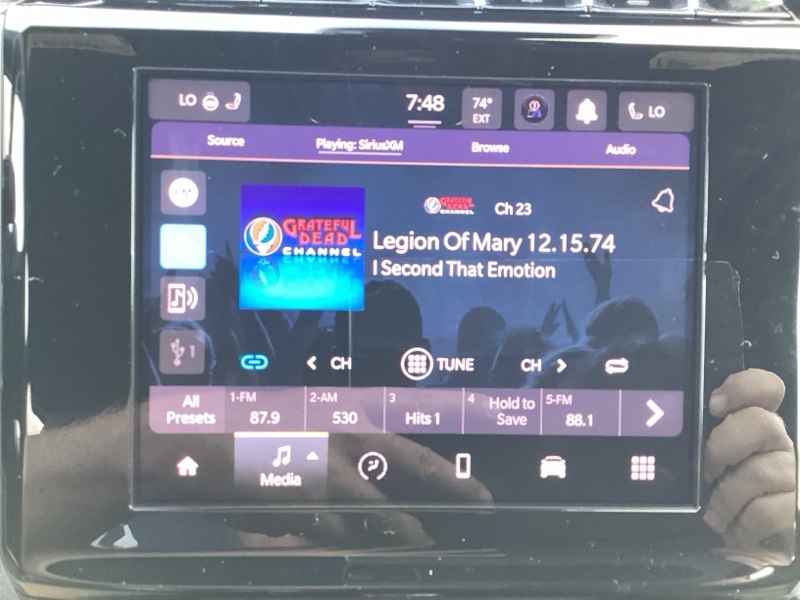 LO
7:48
74°
EXT
LO
Source
Playing: SiriusXM
Browse
Audio
GRATEFUL
DEAD
CHANNEL
GRATEFUL
DEAD
CHANNEL
Ch 23
Legion Of Mary 12.15.74
I Second That Emotion
1
CH
TUNE
CH
All
Presets
1-FM
87.9
2-AM
530
3
Hits 1
4
Hold to
Save
5-FM
88.1
Media